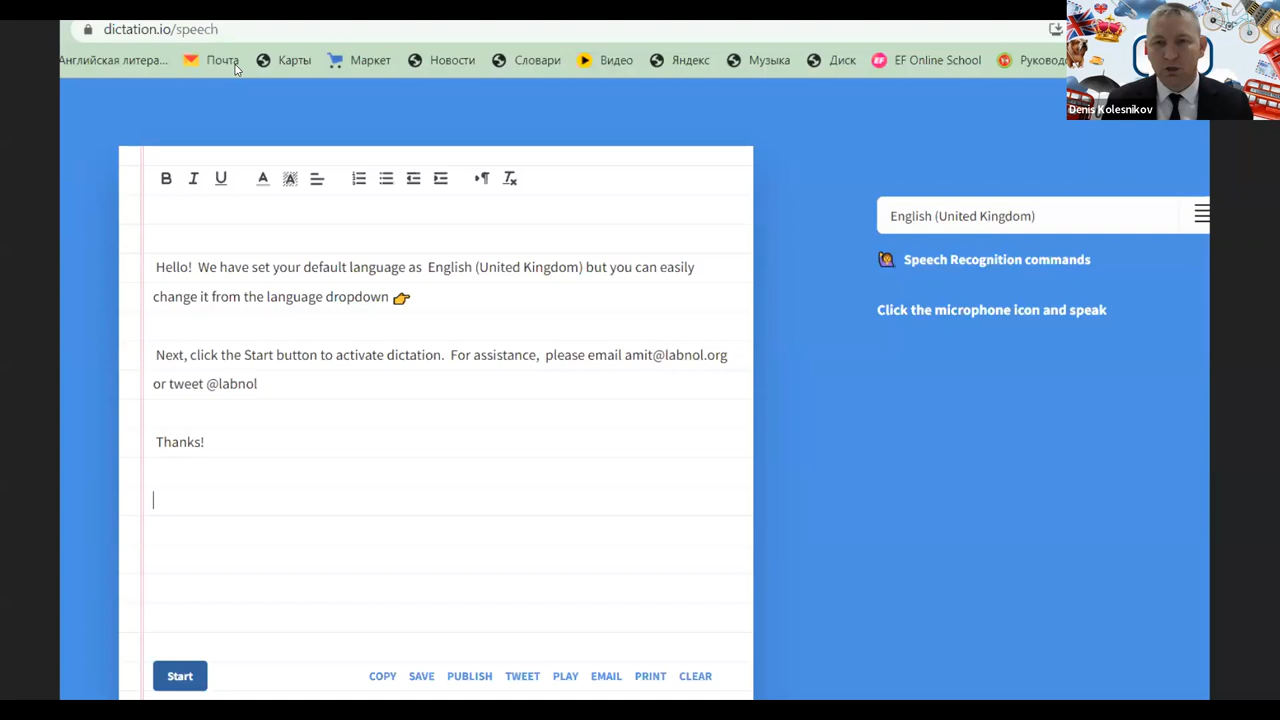 dictation.io/speech
Английская литера... Почта Карты Маркет Новости Словари Видео Яндекс Музыка Диск EF Online School Руковод
Denis Kolesnikov
Hello! We have set your default language as English (United Kingdom) but you can easily
change it from the language dropdown 👉
Next, click the Start button to activate dictation. For assistance, please email amit@labnol.org
or tweet @labnol
Thanks!
Start COPY SAVE PUBLISH TWEET PLAY EMAIL PRINT CLEAR
English (United Kingdom)
Speech Recognition commands
Click the microphone icon and speak